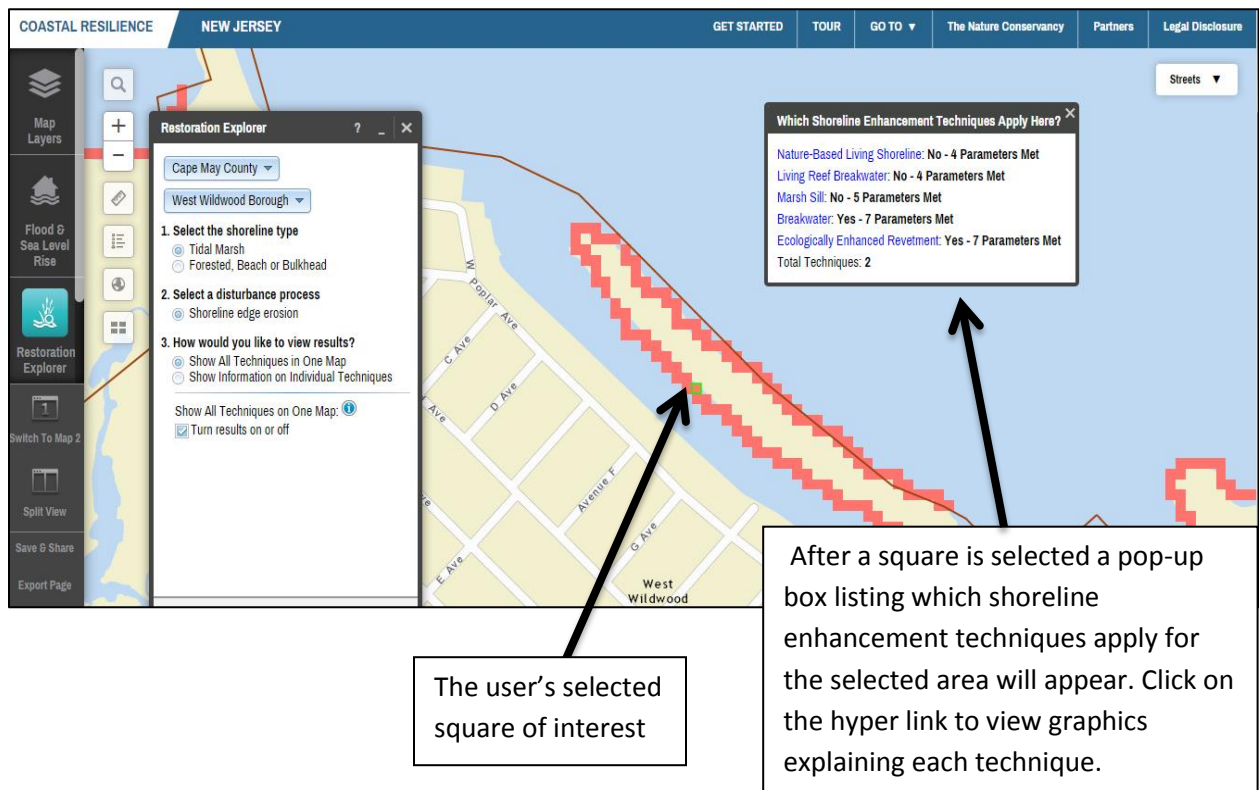 COASTAL RESILIENCE
NEW JERSEY
GET STARTED
TOUR
GO TO ▼
The Nature Conservancy
Partners
Legal Disclosure
Map
Layers
Flood &
Sea Level
Rise
Restoration
Explorer
1
Switch To Map 2
Split View
Save & Share
Export Page
+
−
Restoration Explorer ? _ ×
Cape May County
West Wildwood Borough
1. Select the shoreline type
Tidal Marsh
Forested, Beach or Bulkhead
2. Select a disturbance process
Shoreline edge erosion
3. How would you like to view results?
Show All Techniques in One Map
Show Information on Individual Techniques
Show All Techniques on One Map:
Turn results on or off
Streets ▼
Which Shoreline Enhancement Techniques Apply Here? ×
Nature-Based Living Shoreline: No - 4 Parameters Met
Living Reef Breakwater: No - 4 Parameters Met
Marsh Sill: No - 5 Parameters Met
Breakwater: Yes - 7 Parameters Met
Ecologically Enhanced Revetment: Yes - 7 Parameters Met
Total Techniques: 2
W Poplar Ave
C Ave
D Ave
Ave
Avenue F
G Ave
E Ave
West
Wildwood
The user’s selected
square of interest
After a square is selected a pop-up
box listing which shoreline
enhancement techniques apply for
the selected area will appear. Click on
the hyper link to view graphics
explaining each technique.